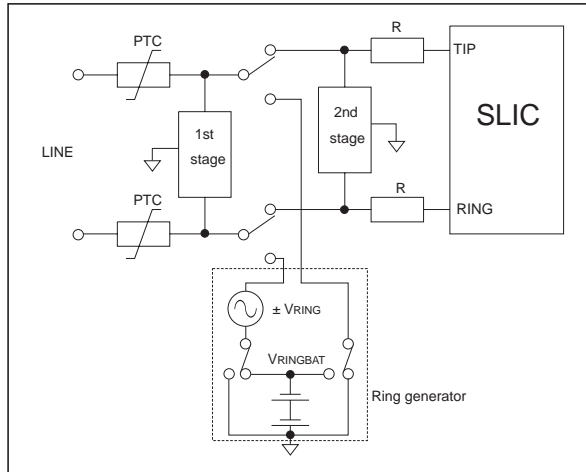 PTC
R
TIP
1st
stage
2nd
stage
SLIC
LINE
PTC
R
RING
± VRING
VRINGBAT
Ring generator